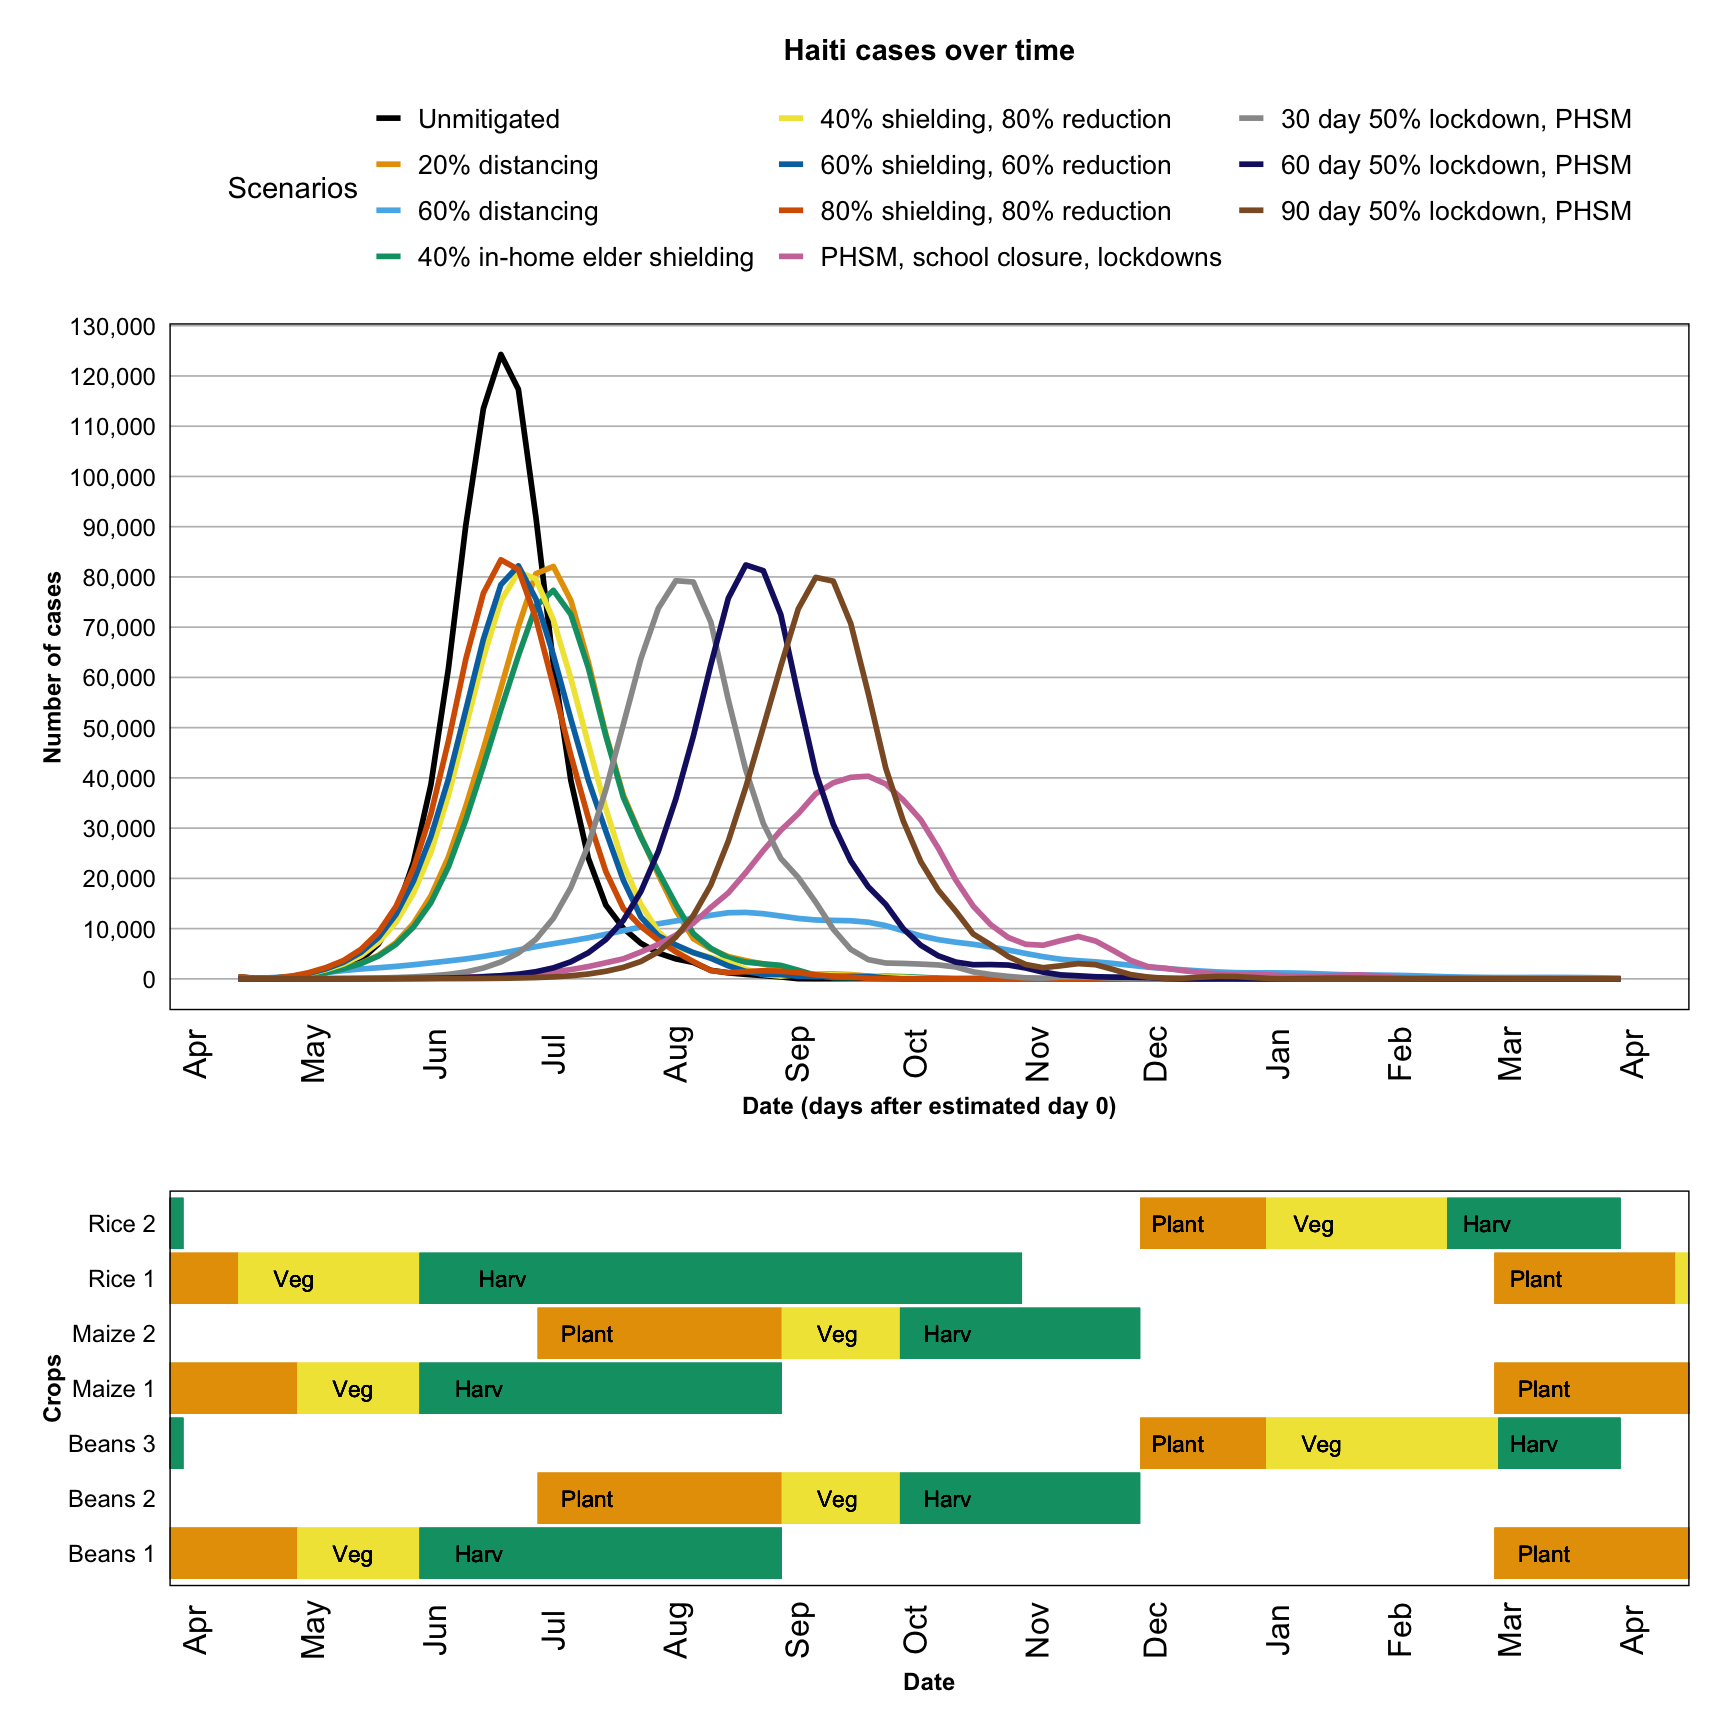 Haiti cases over time
Scenarios
Unmitigated
20% distancing
60% distancing
40% in-home elder shielding
40% shielding, 80% reduction
60% shielding, 60% reduction
80% shielding, 80% reduction
PHSM, school closure, lockdowns
30 day 50% lockdown, PHSM
60 day 50% lockdown, PHSM
90 day 50% lockdown, PHSM
Number of cases
130,000
120,000
110,000
100,000
90,000
80,000
70,000
60,000
50,000
40,000
30,000
20,000
10,000
0
Apr May Jun Jul Aug Sep Oct Nov Dec Jan Feb Mar Apr
Date (days after estimated day 0)
Crops
Rice 2 Plant Veg Harv
Rice 1 Veg Harv Plant
Maize 2 Plant Veg Harv
Maize 1 Veg Harv Plant
Beans 3 Plant Veg Harv
Beans 2 Plant Veg Harv
Beans 1 Veg Harv Plant
Apr May Jun Jul Aug Sep Oct Nov Dec Jan Feb Mar Apr
Date